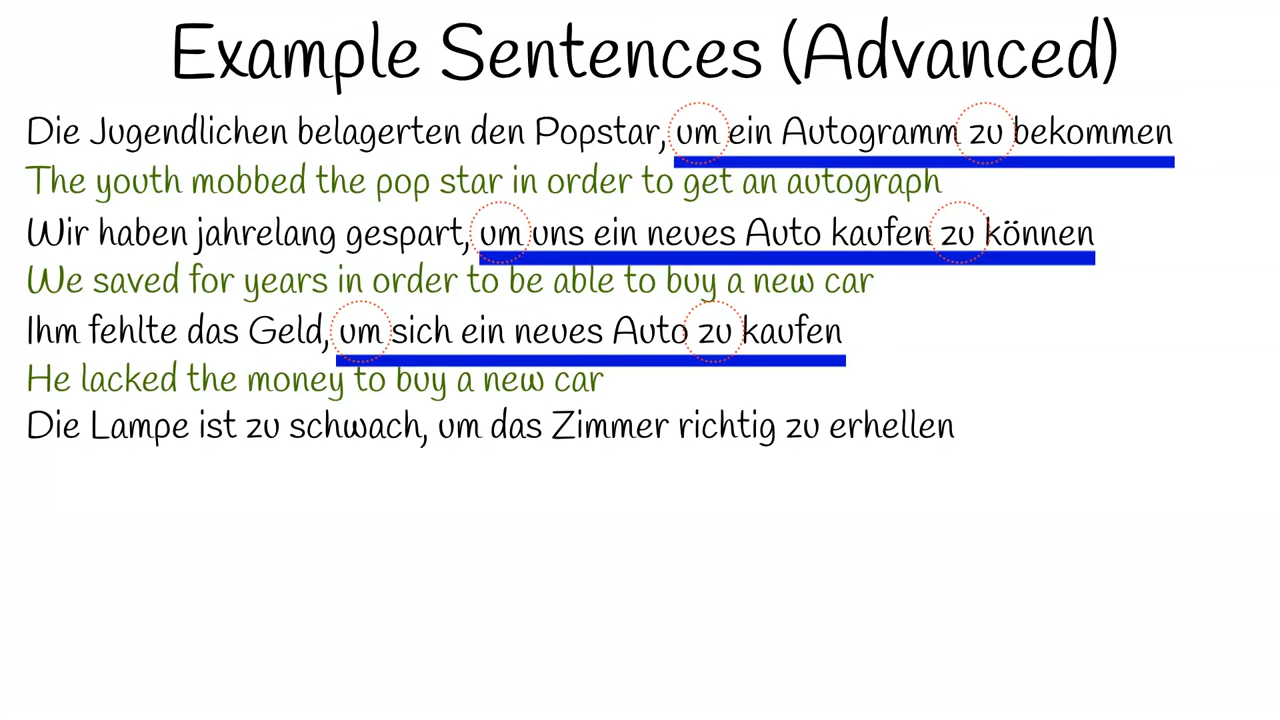 Example Sentences (Advanced)
Die Jugendlichen belagerten den Popstar, um ein Autogramm zu bekommen
The youth mobbed the pop star in order to get an autograph
Wir haben jahrelang gespart, um uns ein neues Auto kaufen zu können
We saved for years in order to be able to buy a new car
Ihm fehlte das Geld, um sich ein neues Auto zu kaufen
He lacked the money to buy a new car
Die Lampe ist zu schwach, um das Zimmer richtig zu erhellen